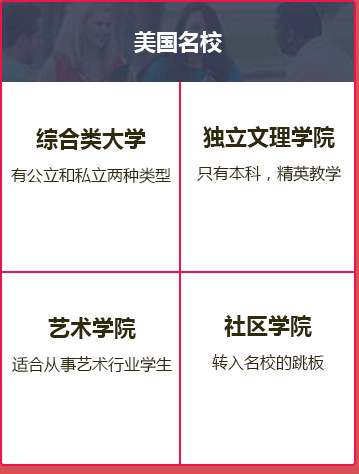 美国名校
综合类大学
有公立和私立两种类型
独立文理学院
只有本科，精英教学
艺术学院
适合从事艺术行业学生
社区学院
转入名校的跳板